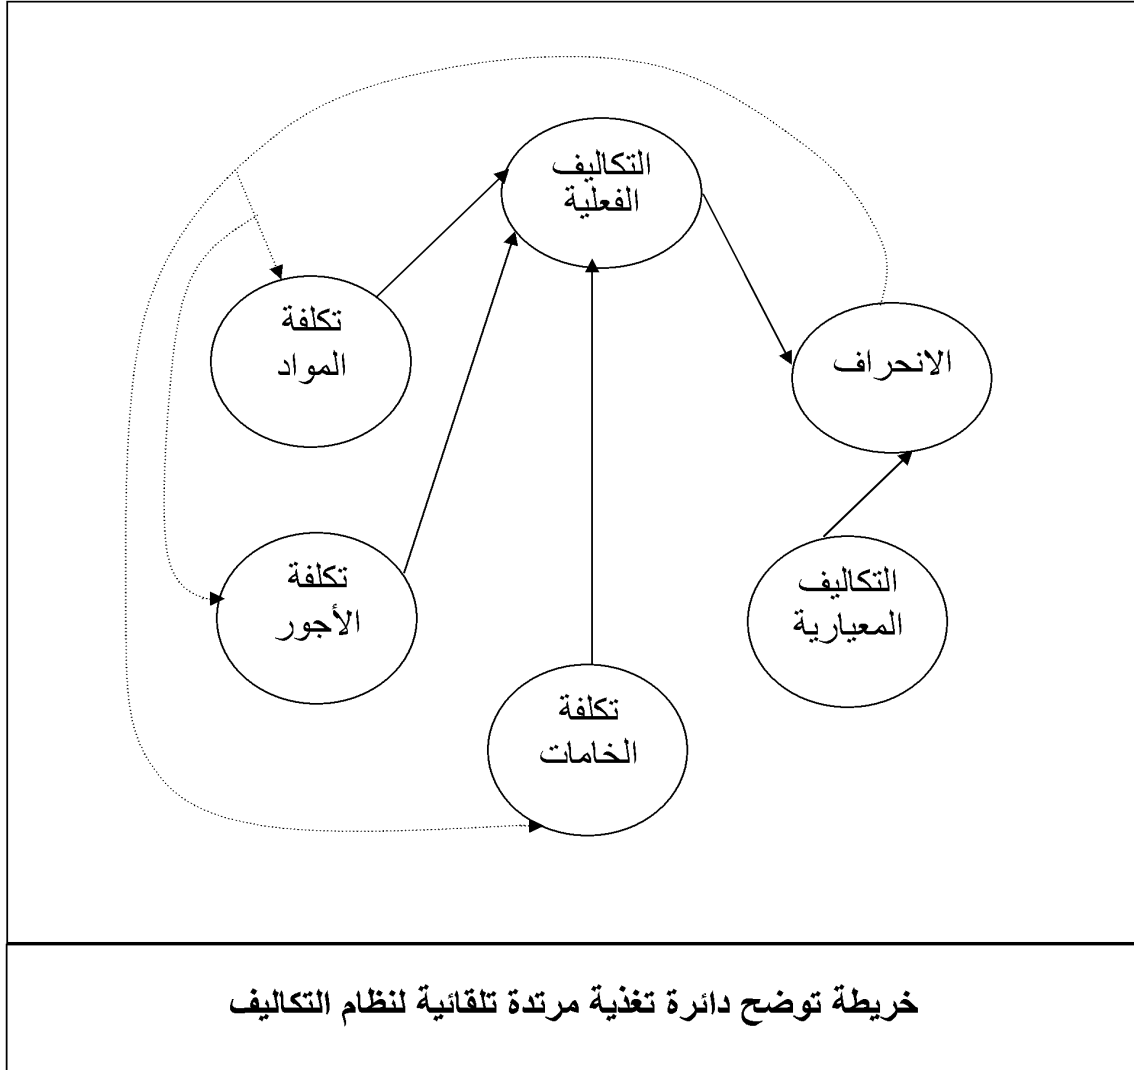 التكاليف
الفعلية
تكلفة
المواد
الانحراف
تكلفة
الأجور
التكاليف
المعيارية
تكلفة
الخامات
خريطة توضح دائرة تغذية مرتدة تلقائية لنظام التكاليف